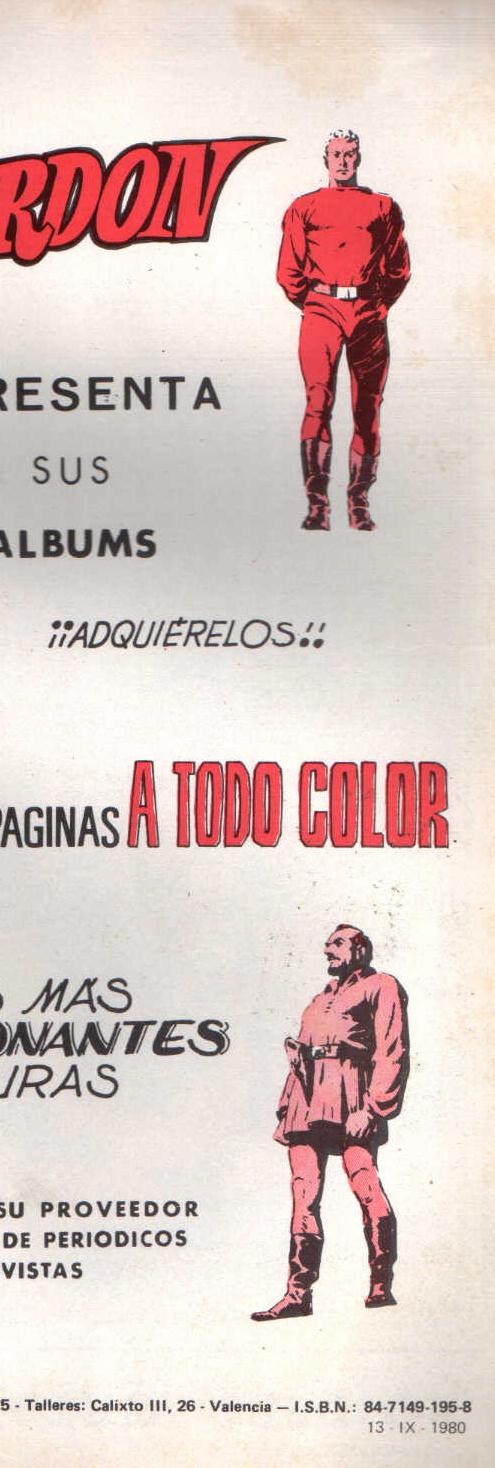 RDON
RESENTA
SUS
ALBUMS
¡¡ADQUIÉRELOS!!
PAGINAS A TODO COLOR
MÁS
ONANTES
URAS
SU PROVEEDOR
DE PERIODICOS
VISTAS
5 - Talleres: Calixto III, 26 - Valencia — I.S.B.N.: 84-7149-195-8
13 - IX - 1980